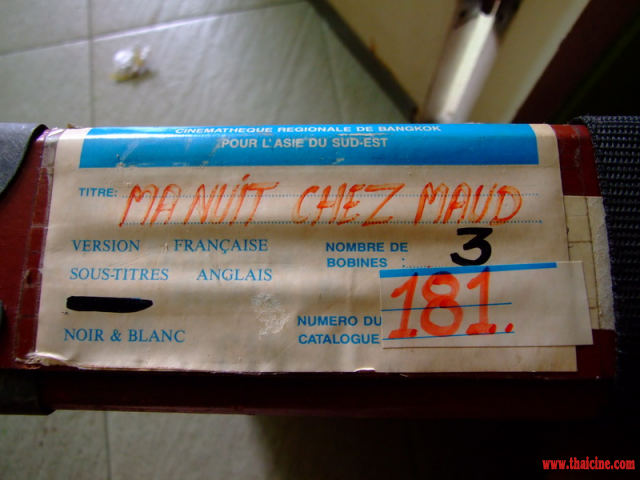 CINEMATHEQUE REGIONALE DE BANGKOK
POUR L'ASIE DU SUD-EST
TITRE: MA NUIT CHEZ MAUD
VERSION FRANÇAISE
SOUS-TITRES ANGLAIS
NOIR & BLANC
NOMBRE DE
BOBINES 3
NUMERO DU
CATALOGUE 181.
www.thaicine.com